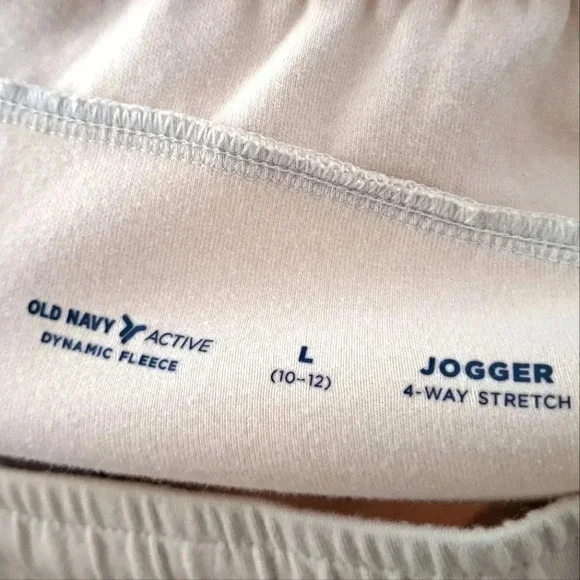 OLD NAVY ACTIVE
DYNAMIC FLEECE
L
(10-12)
JOGGER
4-WAY STRETCH